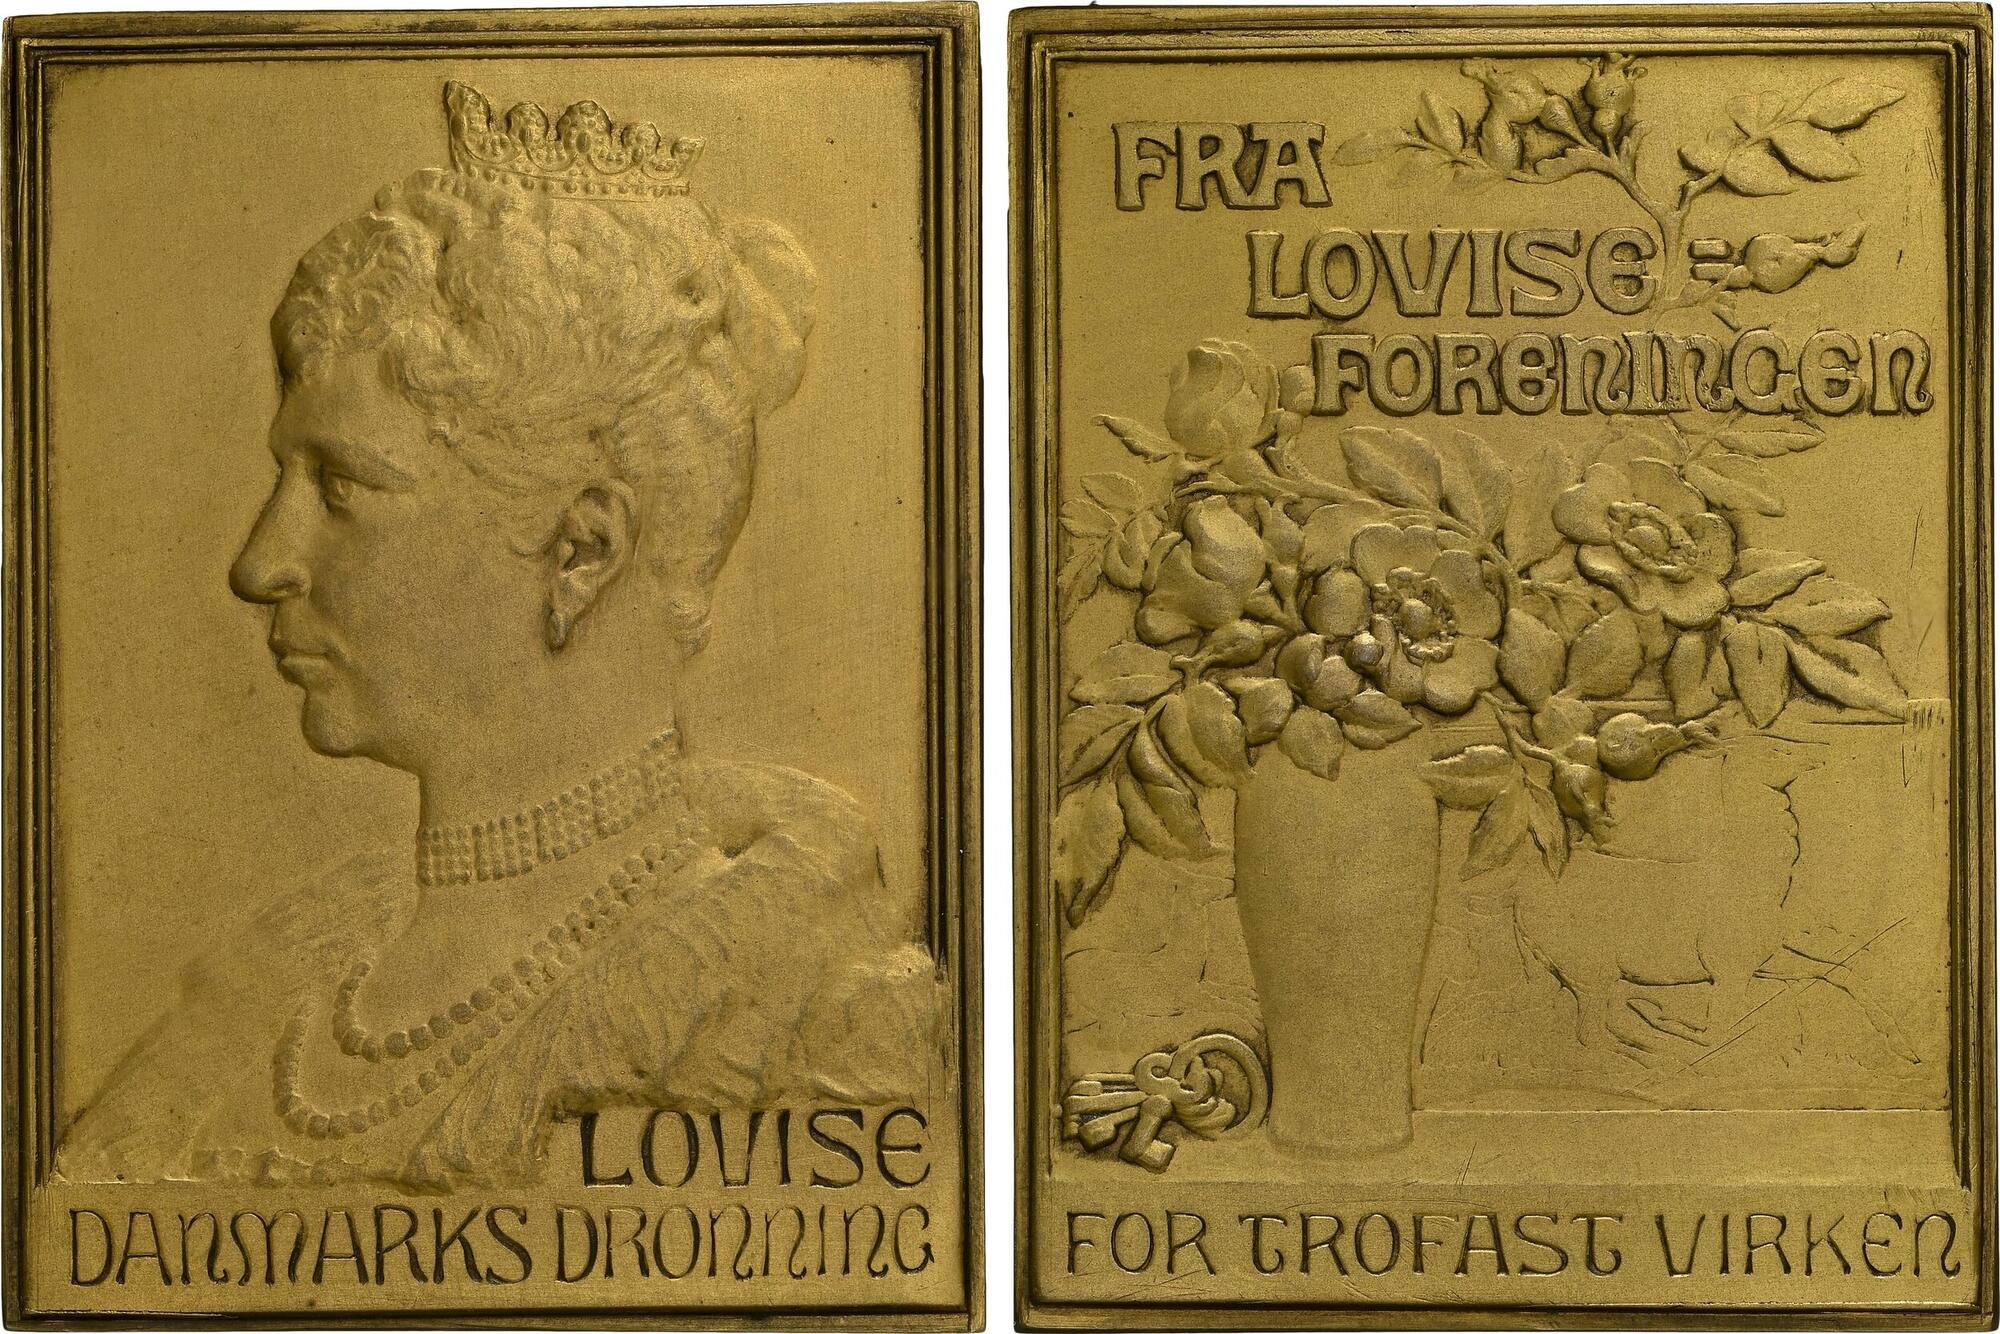 LOVISE
DANMARKS DRONNING
FRA
LOVISE=
FORENINGEN
FOR TROFAST VIRKEN